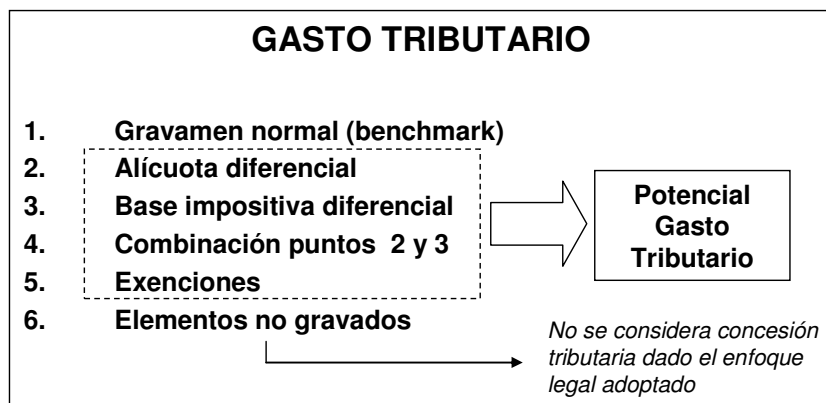 GASTO TRIBUTARIO
1. Gravamen normal (benchmark)
2. Alícuota diferencial
3. Base impositiva diferencial
4. Combinación puntos 2 y 3
5. Exenciones
6. Elementos no gravados
Potencial
Gasto
Tributario
No se considera concesión
tributaria dado el enfoque
legal adoptado